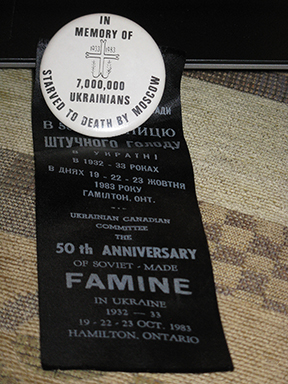 IN
MEMORY OF
1983
7,000,000
UKRAINIANS
STARVED TO DEATH BY MOSCOW
В
ШТУЧНОГО ГОЛОДУ
В УКРАЇНІ
В 1932 - 33 РОКАХ
В ДНЯХ 19 - 22 - 23 ЖОВТНЯ
1983 РОКУ
ГАМІЛТОН, ОНТ.
---
UKRAINIAN CANADIAN
COMMITTEE
THE
50 th ANNIVERSARY
OF SOVIET - MADE
FAMINE
IN UKRAINE
1932 — 33
19 - 22 - 23 OCT. 1983
HAMILTON, ONTARIO